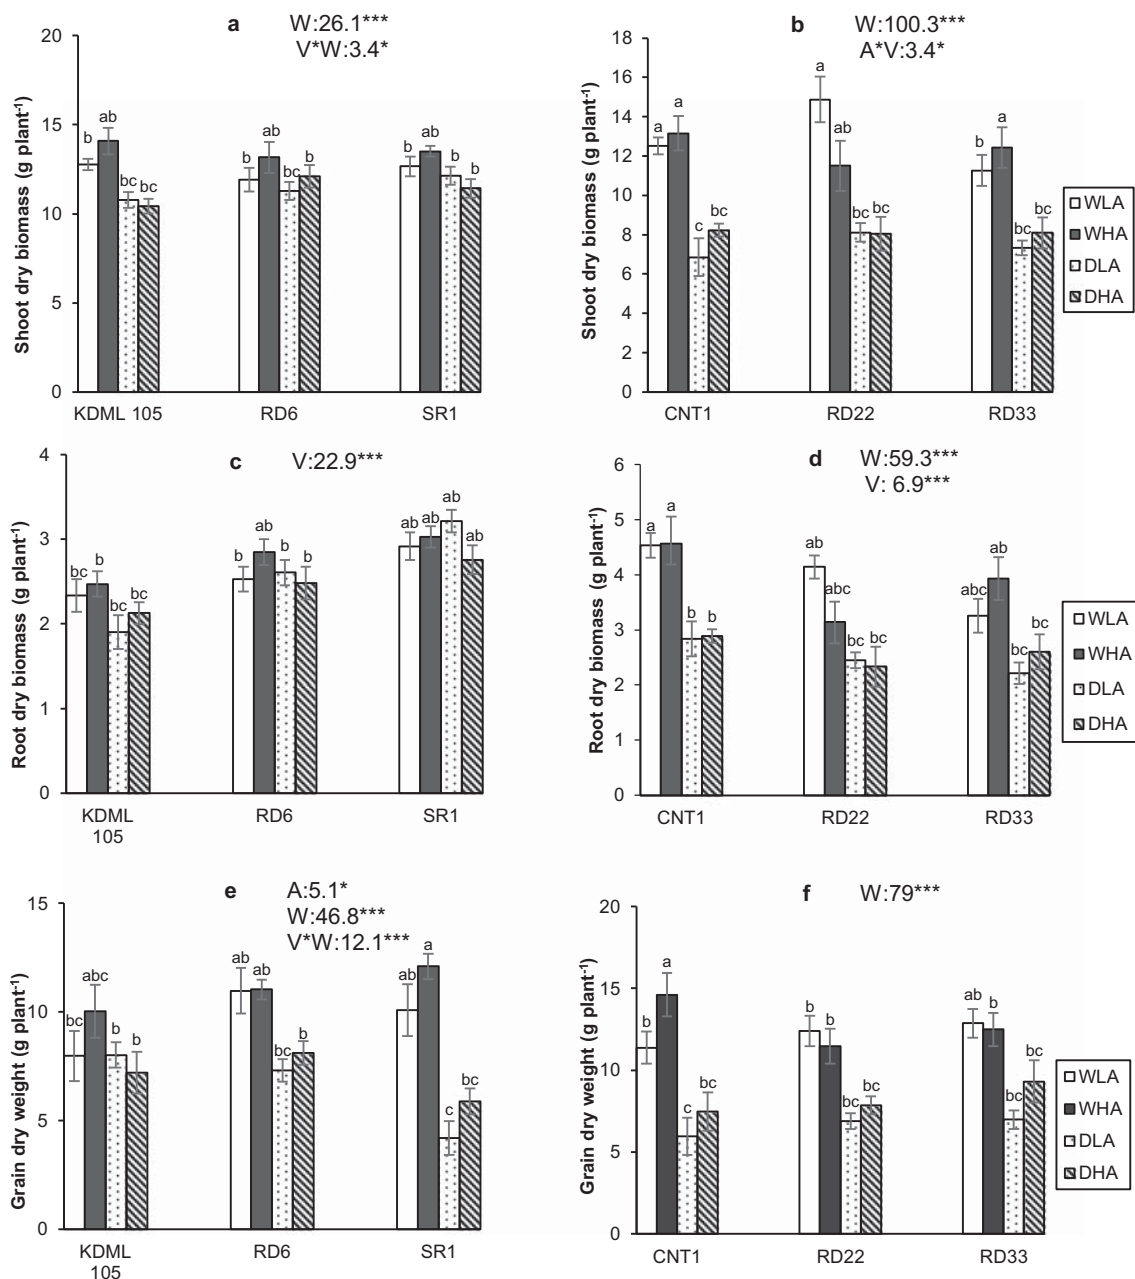 a
W:26.1***
V*W:3.4*
Shoot dry biomass (g plant⁻¹)
20
15
10
5
0
b ab bc bc
b ab bc b
b ab b b
KDML 105 RD6 SR1
b
W:100.3***
A*V:3.4*
Shoot dry biomass (g plant⁻¹)
18
16
14
12
10
8
6
4
2
0
a a c bc
a ab bc bc
b a bc bc
CNT1 RD22 RD33
WLA
WHA
DLA
DHA
c
V:22.9***
Root dry biomass (g plant⁻¹)
4
3
2
1
0
bc b bc bc
b ab b b
ab ab ab ab
KDML
105
RD6 SR1
d
W:59.3***
V: 6.9***
Root dry biomass (g plant⁻¹)
6
5
4
3
2
1
0
a a b b
ab abc bc bc
abc ab bc bc
CNT1 RD22 RD33
WLA
WHA
DLA
DHA
e
A:5.1*
W:46.8***
V*W:12.1***
Grain dry weight (g plant⁻¹)
15
10
5
0
bc abc b b
ab ab bc b
ab a c bc
KDML
105
RD6 SR1
f
W:79***
Grain dry weight (g plant⁻¹)
20
15
10
5
0
b a c bc
b b bc bc
ab b bc bc
CNT1 RD22 RD33
WLA
WHA
DLA
DHA